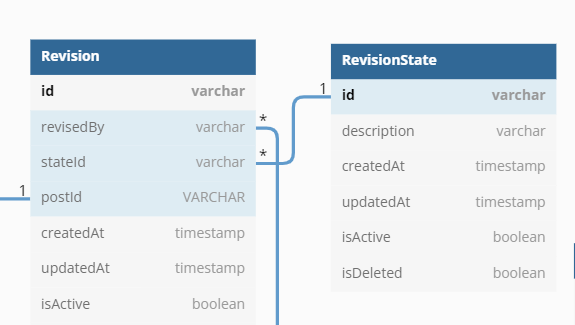 Revision
id varchar
revisedBy varchar *
stateId varchar *
1 postId VARCHAR
createdAt timestamp
updatedAt timestamp
isActive boolean
RevisionState
1 id varchar
description varchar
createdAt timestamp
updatedAt timestamp
isActive boolean
isDeleted boolean